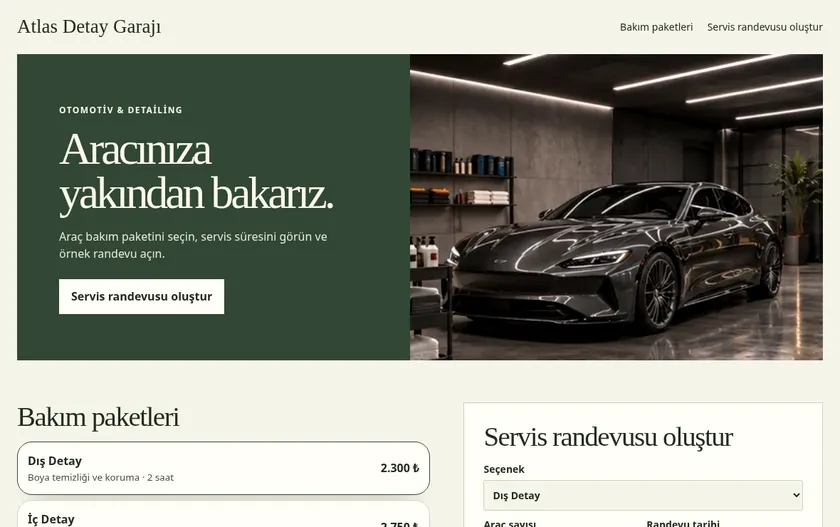 Atlas Detay Garajı
Bakım paketleri
Servis randevusu oluştur
OTOMOTİV & DETAİLİNG
Aracınıza
yakından bakarız.
Araç bakım paketini seçin, servis süresini görün ve
örnek randevu açın.
Servis randevusu oluştur
Bakım paketleri
Dış Detay
2.300 ₺
Boya temizliği ve koruma · 2 saat
İç Detay
2.750 ₺
Servis randevusu oluştur
Seçenek
Dış Detay
Araç sayısı
Randevu tarihi